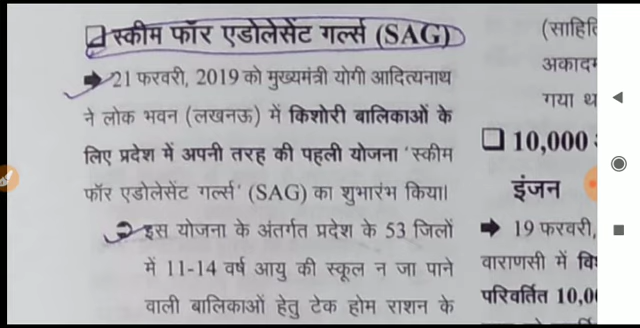 ❑ स्कीम फॉर एडोलेसेंट गर्ल्स (SAG)
➡ 21 फरवरी, 2019 को मुख्यमंत्री योगी आदित्यनाथ
ने लोक भवन (लखनऊ) में किशोरी बालिकाओं के
लिए प्रदेश में अपनी तरह की पहली योजना 'स्कीम
फॉर एडोलेसेंट गर्ल्स' (SAG) का शुभारंभ किया।
➲ इस योजना के अंतर्गत प्रदेश के 53 जिलों
में 11-14 वर्ष आयु की स्कूल न जा पाने
वाली बालिकाओं हेतु टेक होम राशन के
गया थ
❑ 10,000
इंजन
➡ 19 फरवरी,
वाराणसी में
परिवर्तित 10,0